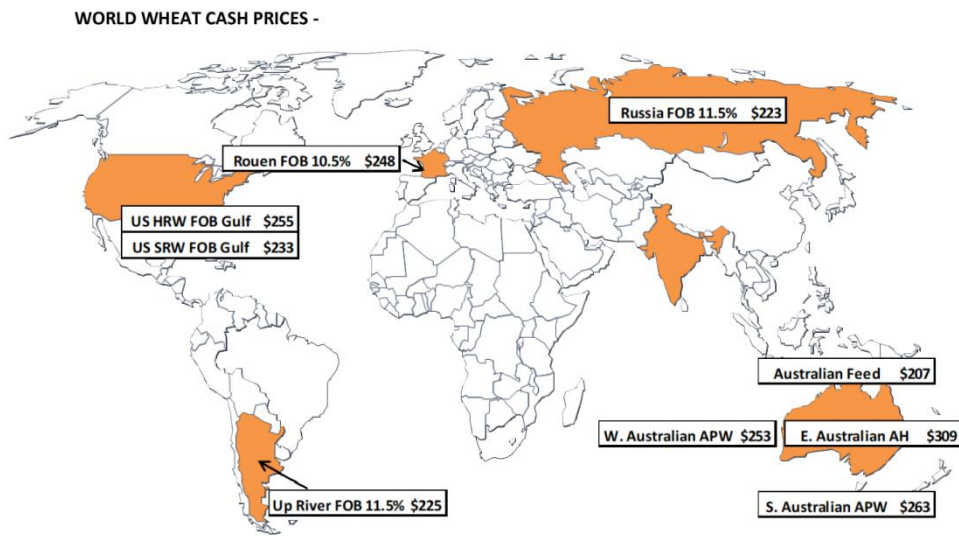 WORLD WHEAT CASH PRICES -
Russia FOB 11.5% $223
Rouen FOB 10.5% $248
US HRW FOB Gulf $255
US SRW FOB Gulf $233
Australian Feed $207
W. Australian APW $253
E. Australian AH $309
Up River FOB 11.5% $225
S. Australian APW $263